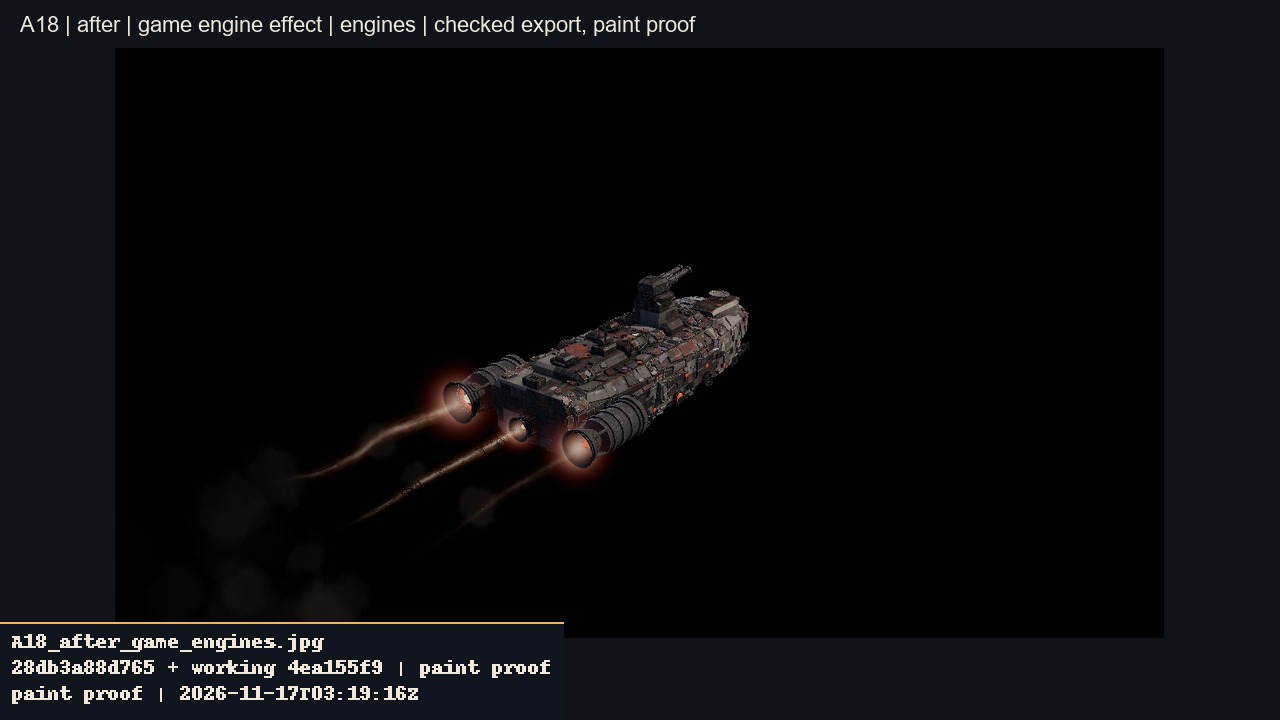 A18 | after | game engine effect | engines | checked export, paint proof
A18_after_game_engines.jpg
28db3a88d765 + working 4ea155f9 | paint proof
paint proof | 2026-11-17T03:19:16Z